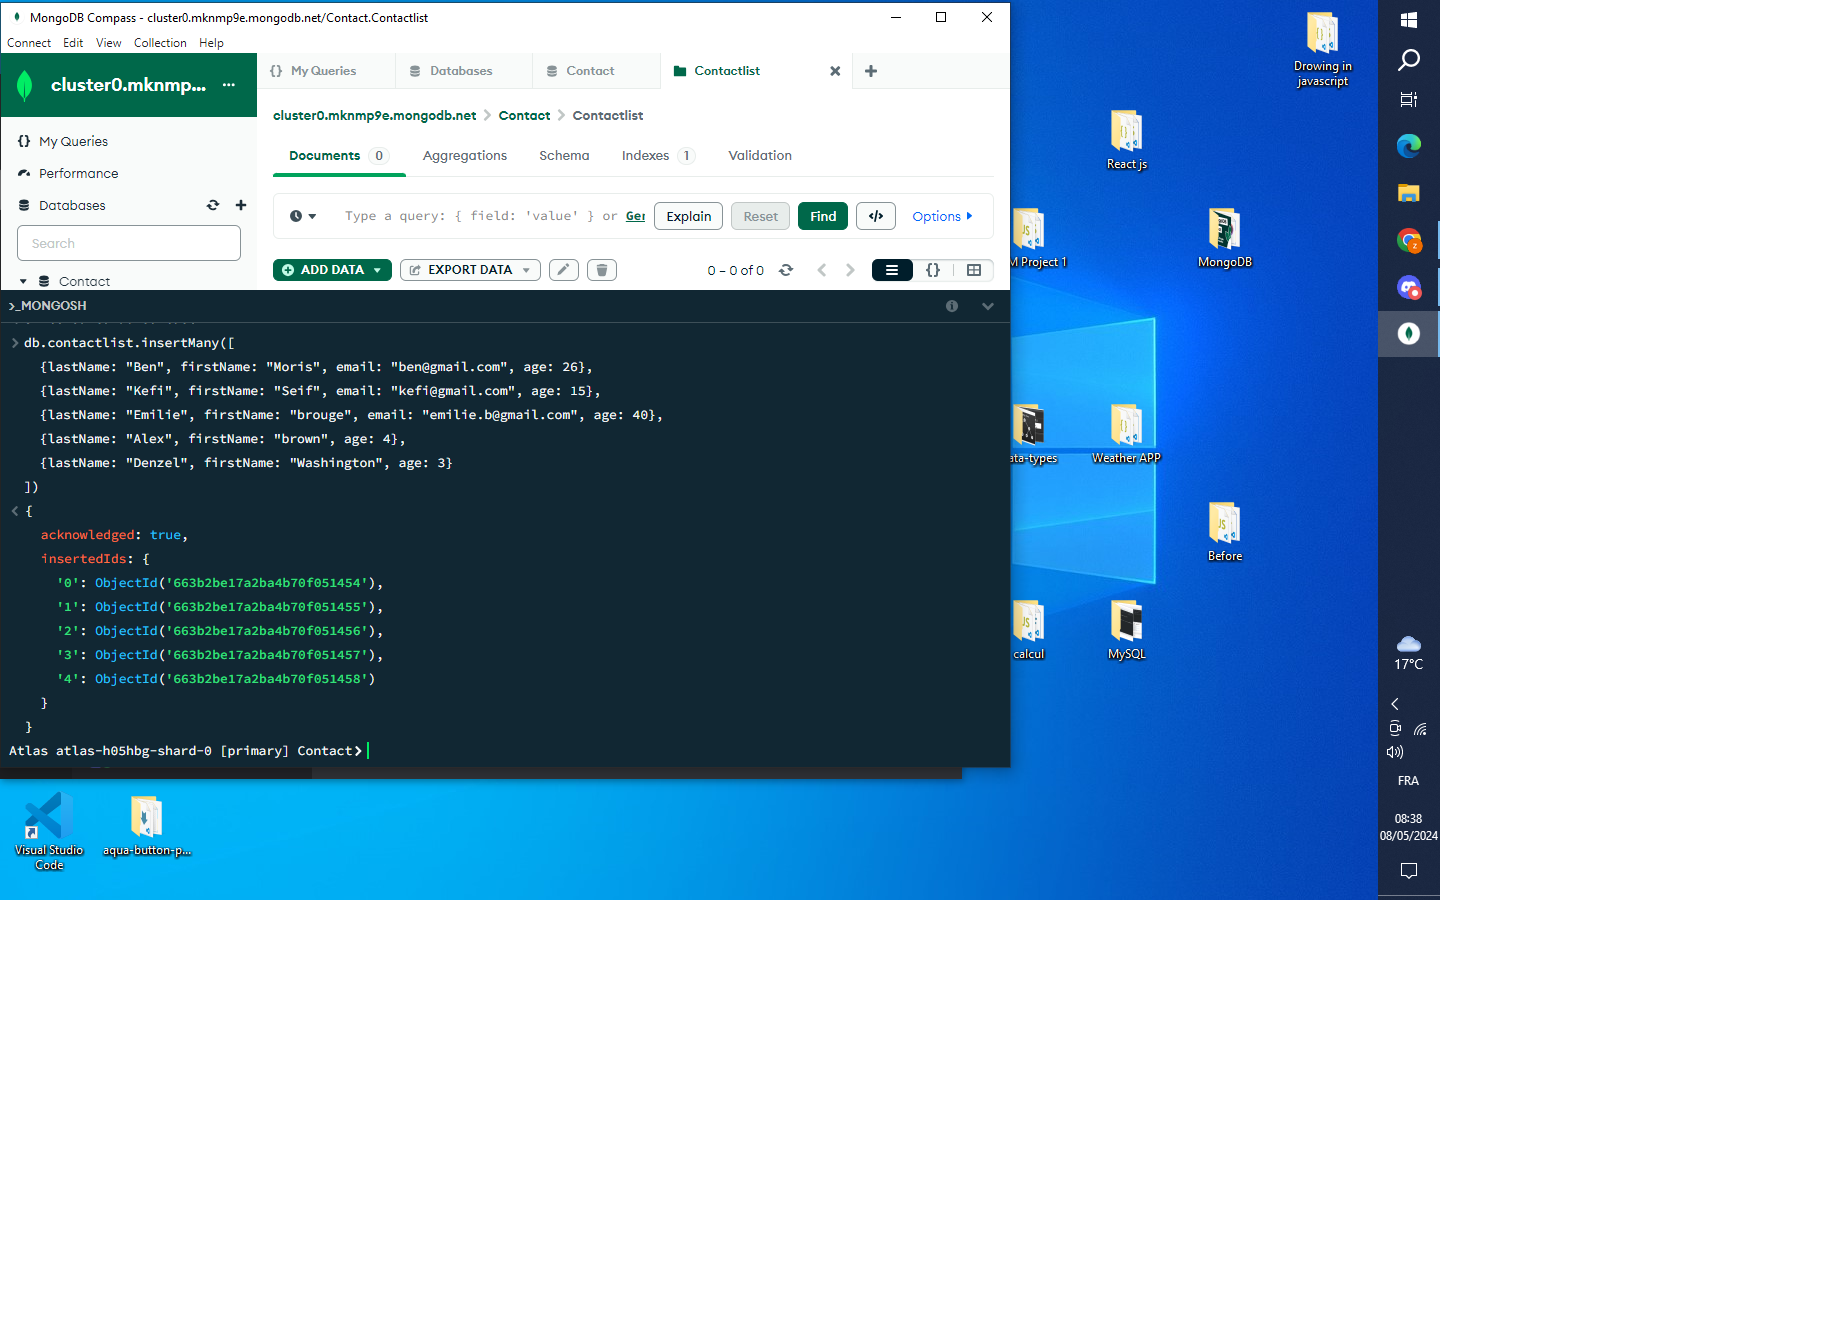 MongoDB Compass - cluster0.mknmp9e.mongodb.net/Contact.Contactlist
Connect Edit View Collection Help
cluster0.mknmp... ...
{} My Queries
Databases
Contact
Contactlist
My Queries
Performance
Databases
Search
Contact
cluster0.mknmp9e.mongodb.net > Contact > Contactlist
Documents 0 Aggregations Schema Indexes 1 Validation
Type a query: { field: 'value' } or Ger Explain Reset Find </> Options
ADD DATA EXPORT DATA 0 – 0 of 0 {}
>_MONGOSH
> db.contactlist.insertMany([
{lastName: "Ben", firstName: "Moris", email: "ben@gmail.com", age: 26},
{lastName: "Kefi", firstName: "Seif", email: "kefi@gmail.com", age: 15},
{lastName: "Emilie", firstName: "brouge", email: "emilie.b@gmail.com", age: 40},
{lastName: "Alex", firstName: "brown", age: 4},
{lastName: "Denzel", firstName: "Washington", age: 3}
])
< {
acknowledged: true,
insertedIds: {
'0': ObjectId('663b2be17a2ba4b70f051454'),
'1': ObjectId('663b2be17a2ba4b70f051455'),
'2': ObjectId('663b2be17a2ba4b70f051456'),
'3': ObjectId('663b2be17a2ba4b70f051457'),
'4': ObjectId('663b2be17a2ba4b70f051458')
}
}
Atlas atlas-h05hbg-shard-0 [primary] Contact>
Drowing in
javascript
React js
M Project 1
MongoDB
ata-types
Weather APP
Before
calcul
MySQL
Visual Studio
Code
aqua-button-p...
17°C
FRA
08:38
08/05/2024